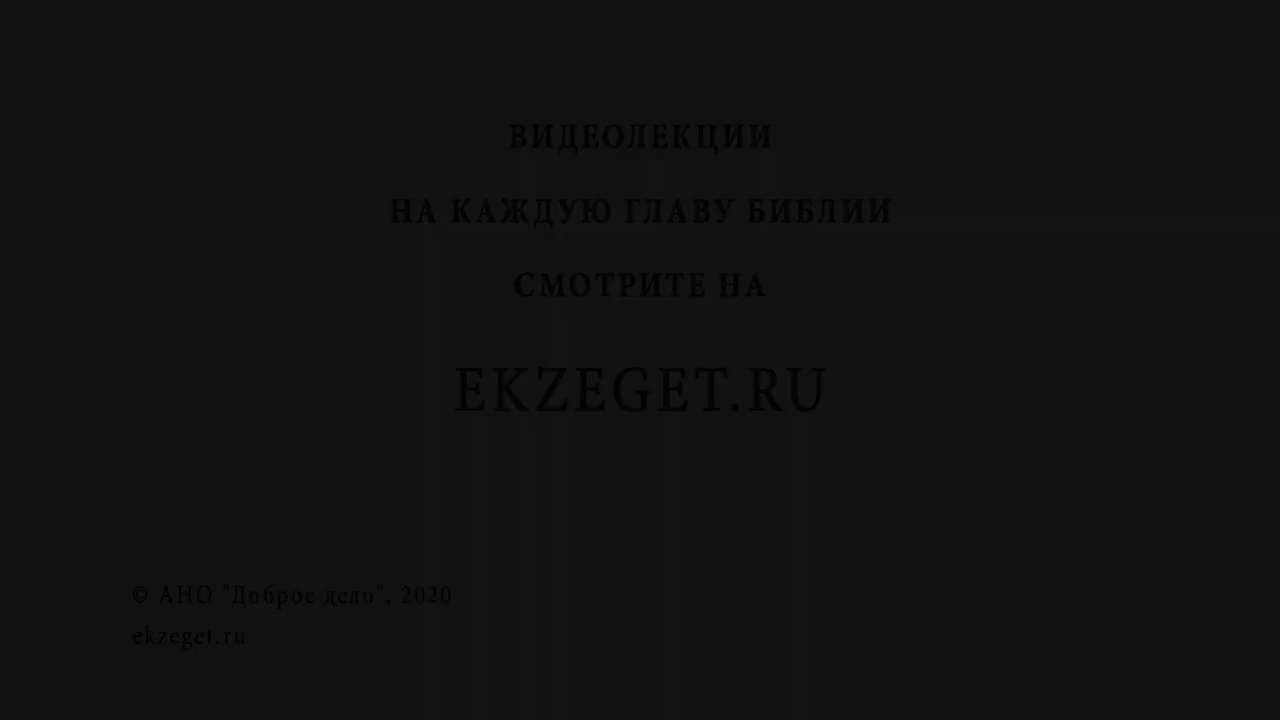 ВИДЕОЛЕКЦИИ
НА КАЖДУЮ ГЛАВУ БИБЛИИ
СМОТРИТЕ НА
EKZEGET.RU
© АНО "Доброе дело", 2020
ekzeget.ru